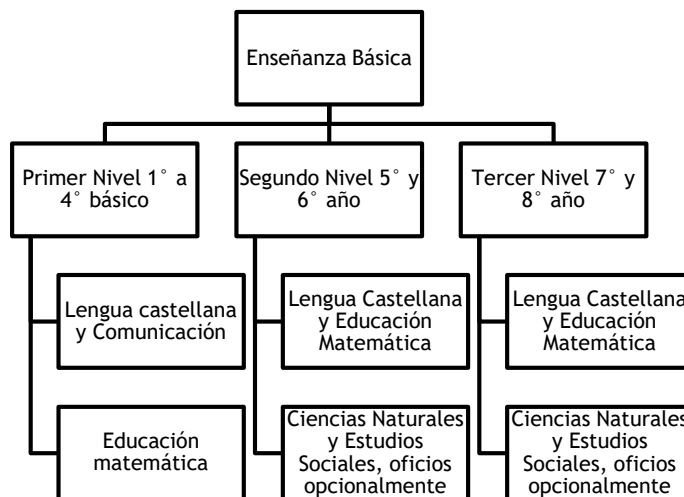 Enseñanza Básica
Primer Nivel 1° a
4° básico
Segundo Nivel 5° y
6° año
Tercer Nivel 7° y
8° año
Lengua castellana
y Comunicación
Lengua Castellana
y Educación
Matemática
Lengua Castellana
y Educación
Matemática
Educación
matemática
Ciencias Naturales
y Estudios
Sociales, oficios
opcionalmente
Ciencias Naturales
y Estudios
Sociales, oficios
opcionalmente